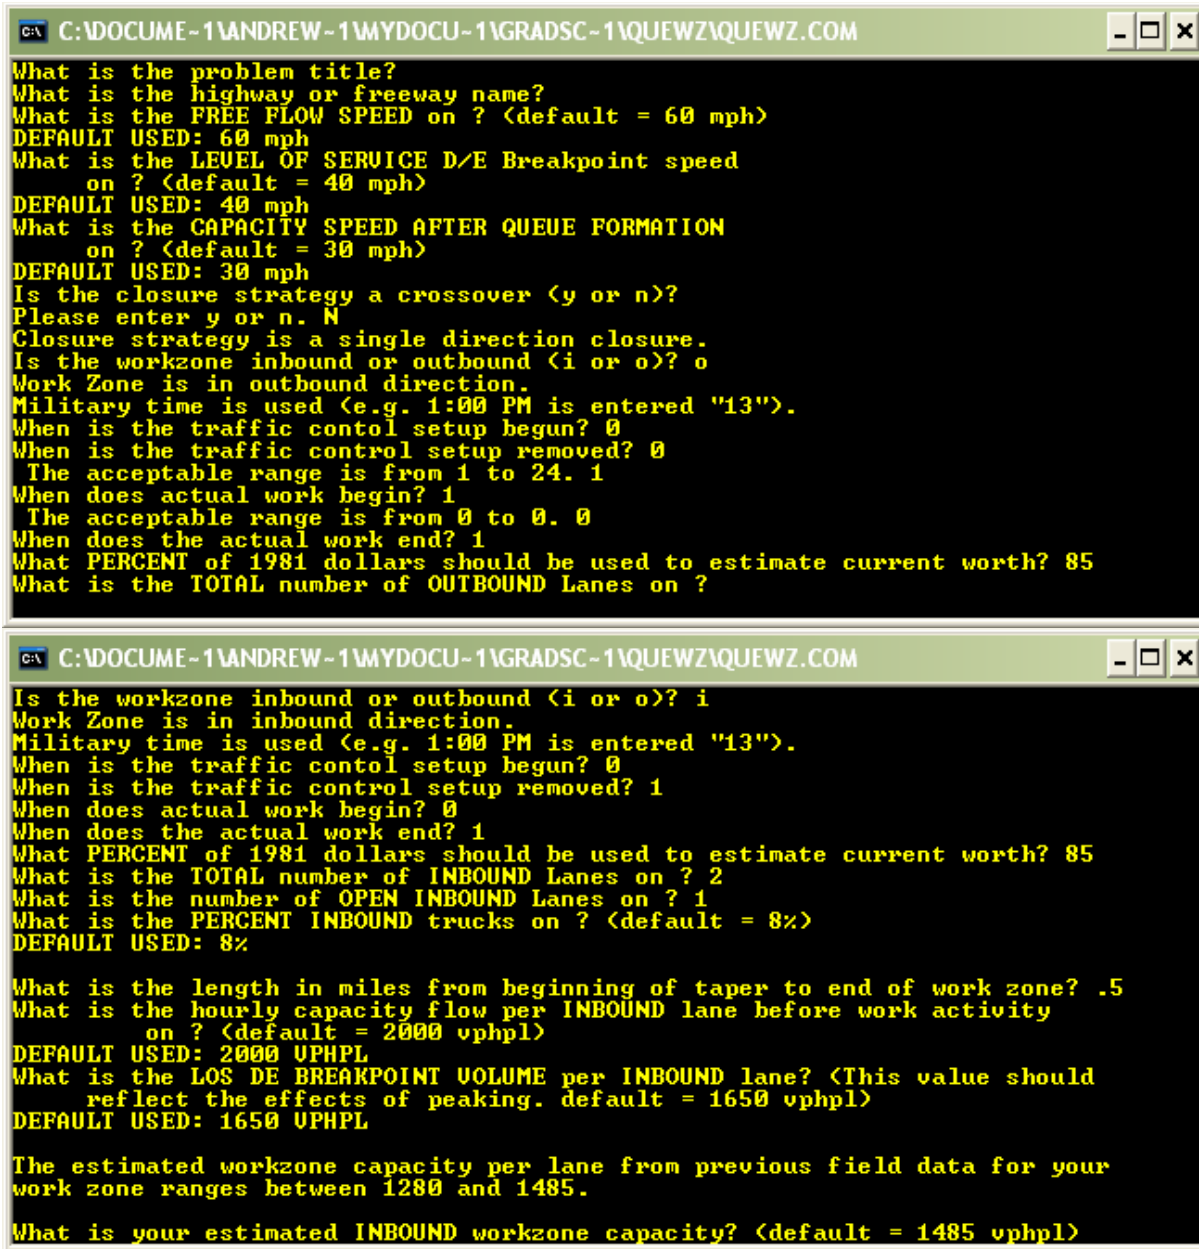 C:\DOCUME~1\ANDREW~1\MYDOCU~1\GRADSC~1\QUEWZ\QUEWZ.COM
What is the problem title?
What is the highway or freeway name?
What is the FREE FLOW SPEED on ? (default = 60 mph)
DEFAULT USED: 60 mph
What is the LEVEL OF SERVICE D/E Breakpoint speed
on ? (default = 40 mph)
DEFAULT USED: 40 mph
What is the CAPACITY SPEED AFTER QUEUE FORMATION
on ? (default = 30 mph)
DEFAULT USED: 30 mph
Is the closure strategy a crossover (y or n)?
Please enter y or n. N
Closure strategy is a single direction closure.
Is the workzone inbound or outbound (i or o)? o
Work Zone is in outbound direction.
Military time is used (e.g. 1:00 PM is entered "13").
When is the traffic contol setup begun? 0
When is the traffic control setup removed? 0
The acceptable range is from 1 to 24. 1
When does actual work begin? 1
The acceptable range is from 0 to 0. 0
When does the actual work end? 1
What PERCENT of 1981 dollars should be used to estimate current worth? 85
What is the TOTAL number of OUTBOUND Lanes on ?
C:\DOCUME~1\ANDREW~1\MYDOCU~1\GRADSC~1\QUEWZ\QUEWZ.COM
Is the workzone inbound or outbound (i or o)? i
Work Zone is in inbound direction.
Military time is used (e.g. 1:00 PM is entered "13").
When is the traffic contol setup begun? 0
When is the traffic control setup removed? 1
When does actual work begin? 0
When does the actual work end? 1
What PERCENT of 1981 dollars should be used to estimate current worth? 85
What is the TOTAL number of INBOUND Lanes on ? 2
What is the number of OPEN INBOUND Lanes on ? 1
What is the PERCENT INBOUND trucks on ? (default = 8%)
DEFAULT USED: 8%
What is the length in miles from beginning of taper to end of work zone? .5
What is the hourly capacity flow per INBOUND lane before work activity
on ? (default = 2000 vphpl)
DEFAULT USED: 2000 VPHPL
What is the LOS DE BREAKPOINT VOLUME per INBOUND lane? (This value should
reflect the effects of peaking. default = 1650 vphpl)
DEFAULT USED: 1650 VPHPL
The estimated workzone capacity per lane from previous field data for your
work zone ranges between 1280 and 1485.
What is your estimated INBOUND workzone capacity? (default = 1485 vphpl)